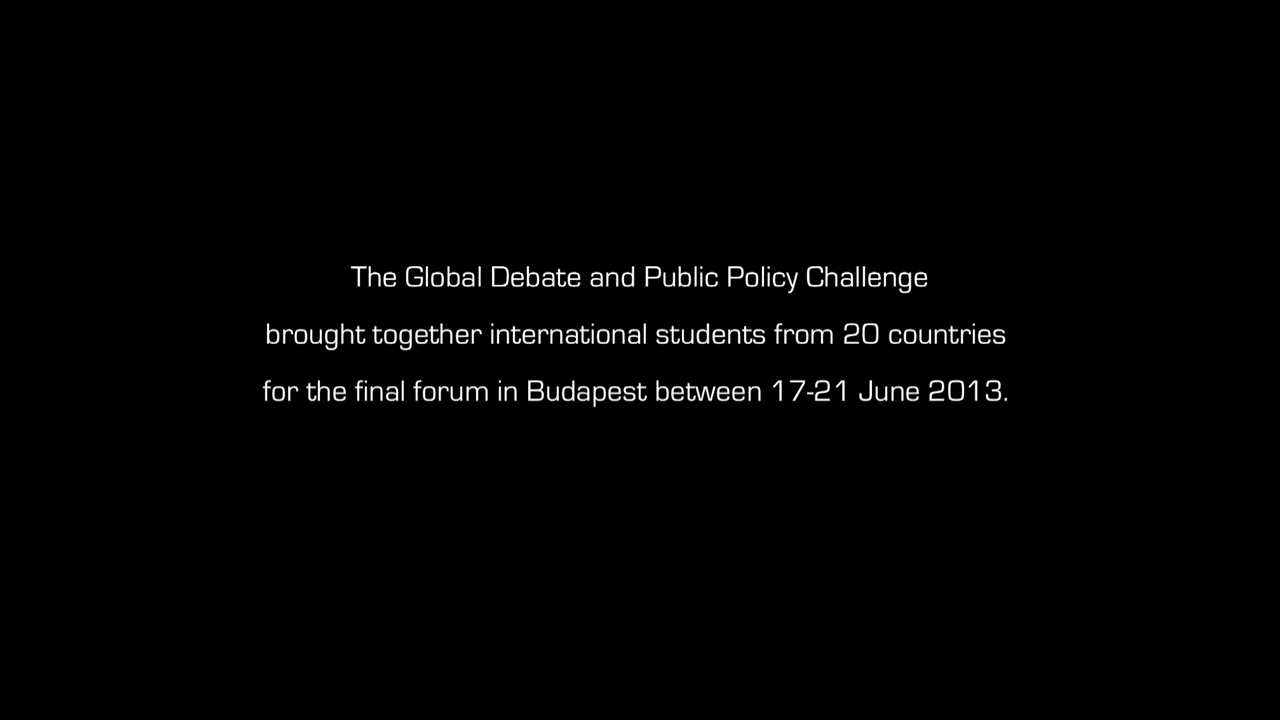 The Global Debate and Public Policy Challenge
brought together international students from 20 countries
for the final forum in Budapest between 17-21 June 2013.